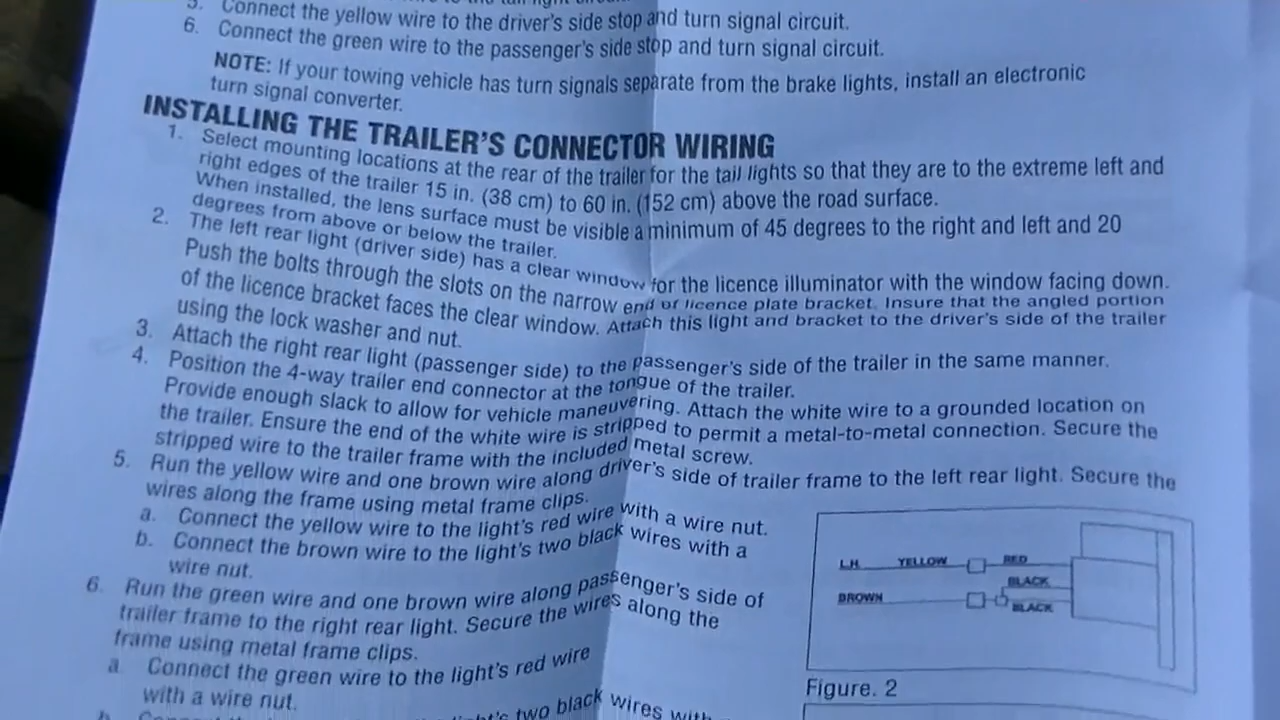 5. Connect the yellow wire to the driver's side stop and turn signal circuit.
6. Connect the green wire to the passenger's side stop and turn signal circuit.
NOTE: If your towing vehicle has turn signals separate from the brake lights, install an electronic
turn signal converter.
INSTALLING THE TRAILER'S CONNECTOR WIRING
1. Select mounting locations at the rear of the trailer for the tail lights so that they are to the extreme left and
right edges of the trailer 15 in. (38 cm) to 60 in. (152 cm) above the road surface.
When installed, the lens surface must be visible a minimum of 45 degrees to the right and left and 20
degrees from above or below the trailer.
2. The left rear light (driver side) has a clear window for the licence illuminator with the window facing down.
Push the bolts through the slots on the narrow end of licence plate bracket. Insure that the angled portion
of the licence bracket faces the clear window. Attach this light and bracket to the driver's side of the trailer
using the lock washer and nut.
3. Attach the right rear light (passenger side) to the passenger's side of the trailer in the same manner.
4. Position the 4-way trailer end connector at the tongue of the trailer.
Provide enough slack to allow for vehicle maneuvering. Attach the white wire to a grounded location on
the trailer. Ensure the end of the white wire is stripped to permit a metal-to-metal connection. Secure the
stripped wire to the trailer frame with the included metal screw.
5. Run the yellow wire and one brown wire along driver's side of trailer frame to the left rear light. Secure the
wires along the frame using metal frame clips.
a. Connect the yellow wire to the light's red wire with a wire nut.
b. Connect the brown wire to the light's two black wires with a
wire nut.
6. Run the green wire and one brown wire along passenger's side of
trailer frame to the right rear light. Secure the wires along the
frame using metal frame clips.
a. Connect the green wire to the light's red wire
with a wire nut.
two black wires
L.H. YELLOW RED
BLACK
BROWN BLACK
Figure. 2